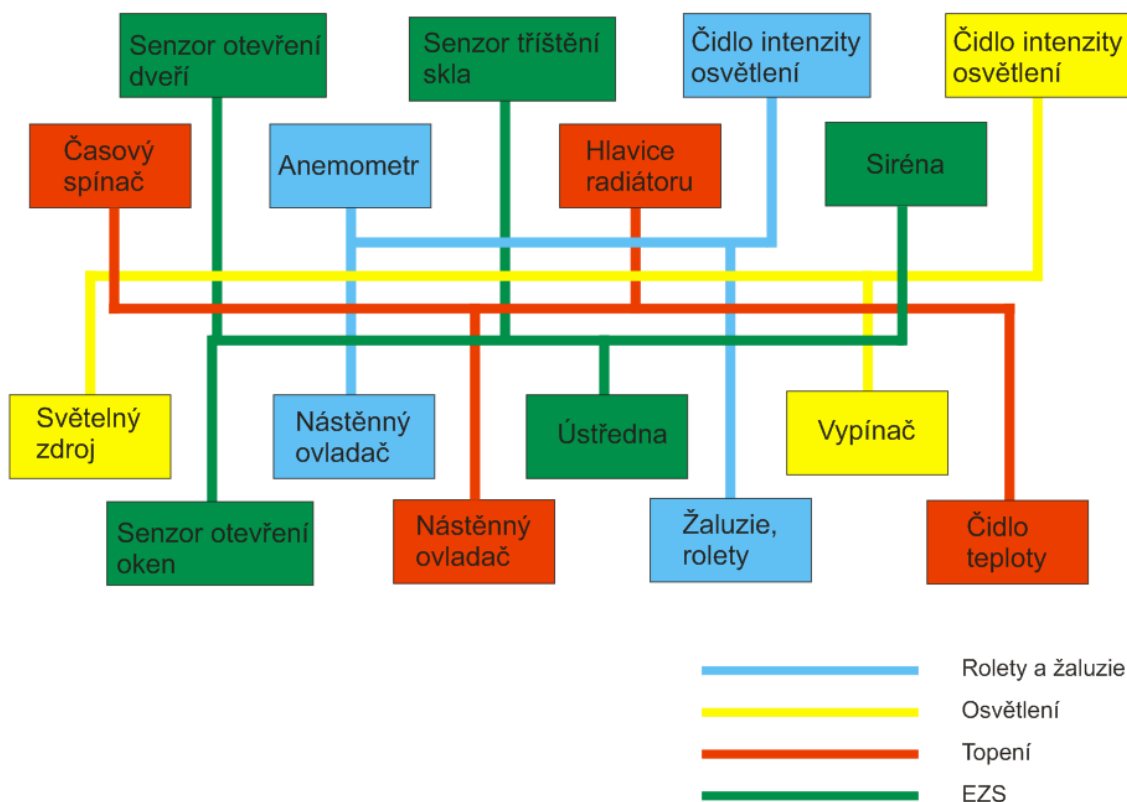 Senzor otevření
dveří
Senzor tříštění
skla
Čidlo intenzity
osvětlení
Čidlo intenzity
osvětlení
Časový
spínač
Anemometr
Hlavice
radiátoru
Siréna
Světelný
zdroj
Nástěnný
ovladač
Ústředna
Vypínač
Senzor otevření
oken
Nástěnný
ovladač
Žaluzie,
rolety
Čidlo
teploty
Rolety a žaluzie
Osvětlení
Topení
EZS